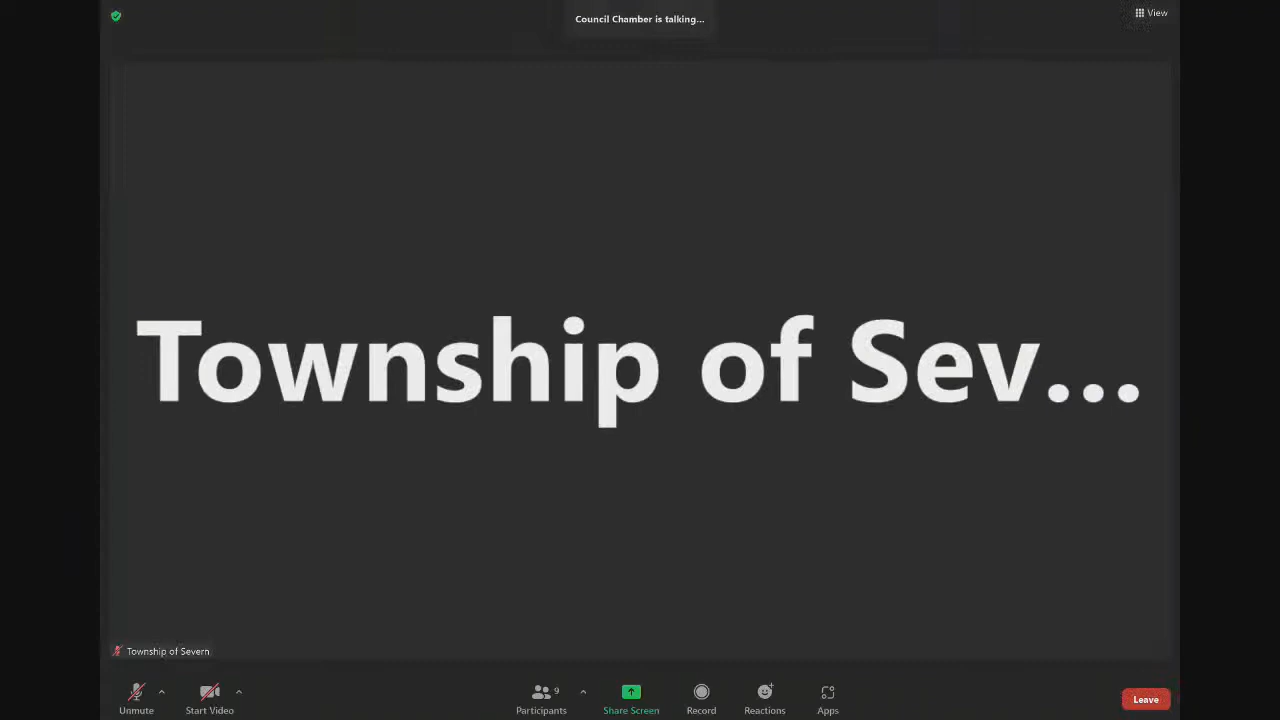 Council Chamber is talking...
View
Township of Sev...
Township of Severn
Unmute
Start Video
Participants
9
Share Screen
Record
Reactions
Apps
Leave